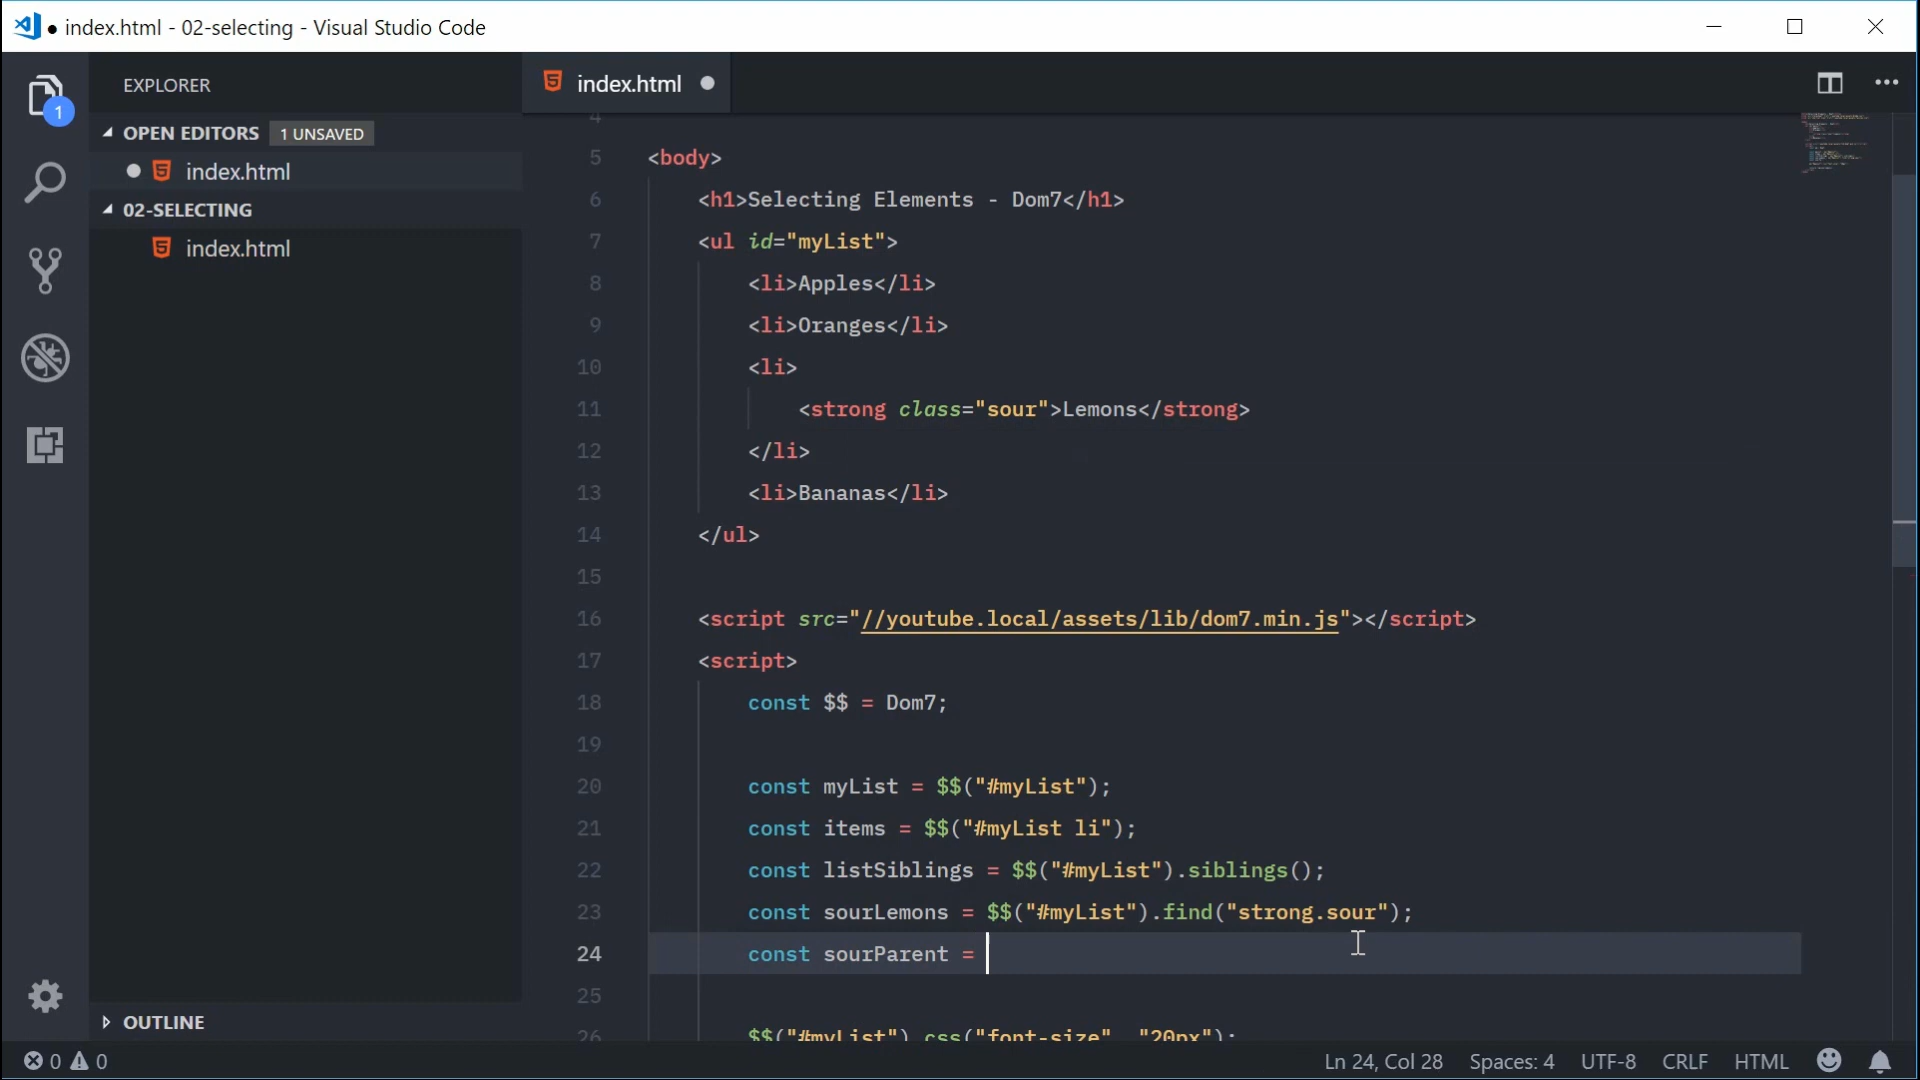 index.html - 02-selecting - Visual Studio Code
EXPLORER
OPEN EDITORS 1 UNSAVED
index.html
02-SELECTING
index.html
OUTLINE
1
index.html
4
5 <body>
6 <h1>Selecting Elements - Dom7</h1>
7 <ul id="myList">
8 <li>Apples</li>
9 <li>Oranges</li>
10 <li>
11 <strong class="sour">Lemons</strong>
12 </li>
13 <li>Bananas</li>
14 </ul>
15
16 <script src="//youtube.local/assets/lib/dom7.min.js"></script>
17 <script>
18 const $$ = Dom7;
19
20 const myList = $$("#myList");
21 const items = $$("#myList li");
22 const listSiblings = $$("#myList").siblings();
23 const sourLemons = $$("#myList").find("strong.sour");
24 const sourParent =
25
26 $$("#myList").css("font-size", "20px");
0 0
Ln 24, Col 28 Spaces: 4 UTF-8 CRLF HTML